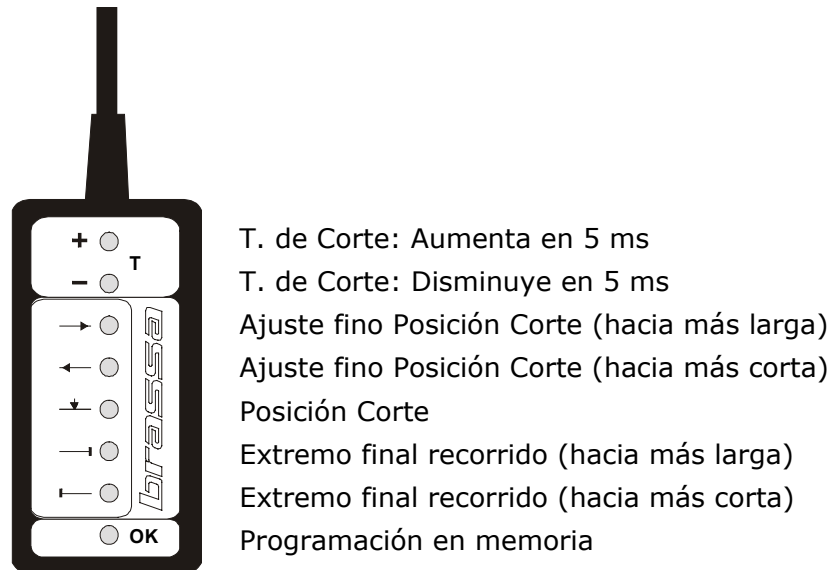 +
T
-
brassa
OK
T. de Corte: Aumenta en 5 ms
T. de Corte: Disminuye en 5 ms
Ajuste fino Posición Corte (hacia más larga)
Ajuste fino Posición Corte (hacia más corta)
Posición Corte
Extremo final recorrido (hacia más larga)
Extremo final recorrido (hacia más corta)
Programación en memoria